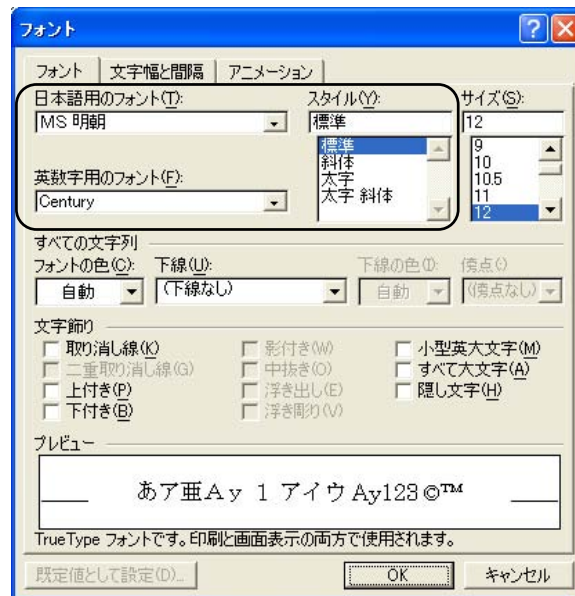 フォント
フォント 文字幅と間隔 アニメーション
日本語用のフォント(T): スタイル(Y): サイズ(S):
MS 明朝 標準 12
標準 9
斜体 10
太字 10.5
太字 斜体 11
12
英数字用のフォント(F):
Century
すべての文字列
フォントの色(C): 下線(U): 下線の色(I): 傍点(･)
自動 (下線なし) 自動 (傍点なし)
文字飾り
取り消し線(K) 影付き(W) 小型英大文字(M)
二重取り消し線(G) 中抜き(O) すべて大文字(A)
上付き(P) 浮き出し(E) 隠し文字(H)
下付き(B) 浮き彫り(V)
プレビュー
あア亜Ay 1 アイウ Ay123©™
TrueType フォントです。印刷と画面表示の両方で使用されます。
既定値として設定(D)... OK キャンセル